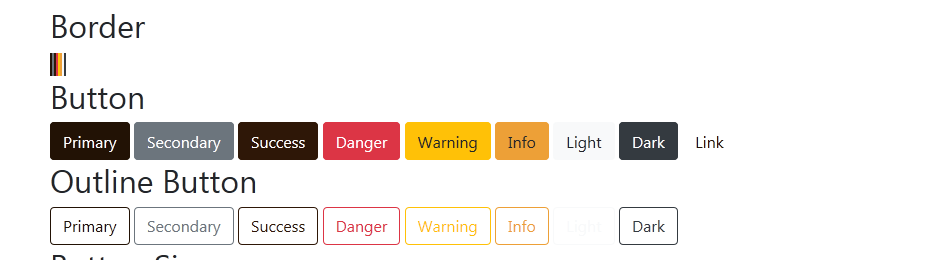 Border
Button
Primary Secondary Success Danger Warning Info Light Dark Link
Outline Button
Primary Secondary Success Danger Warning Info Light Dark